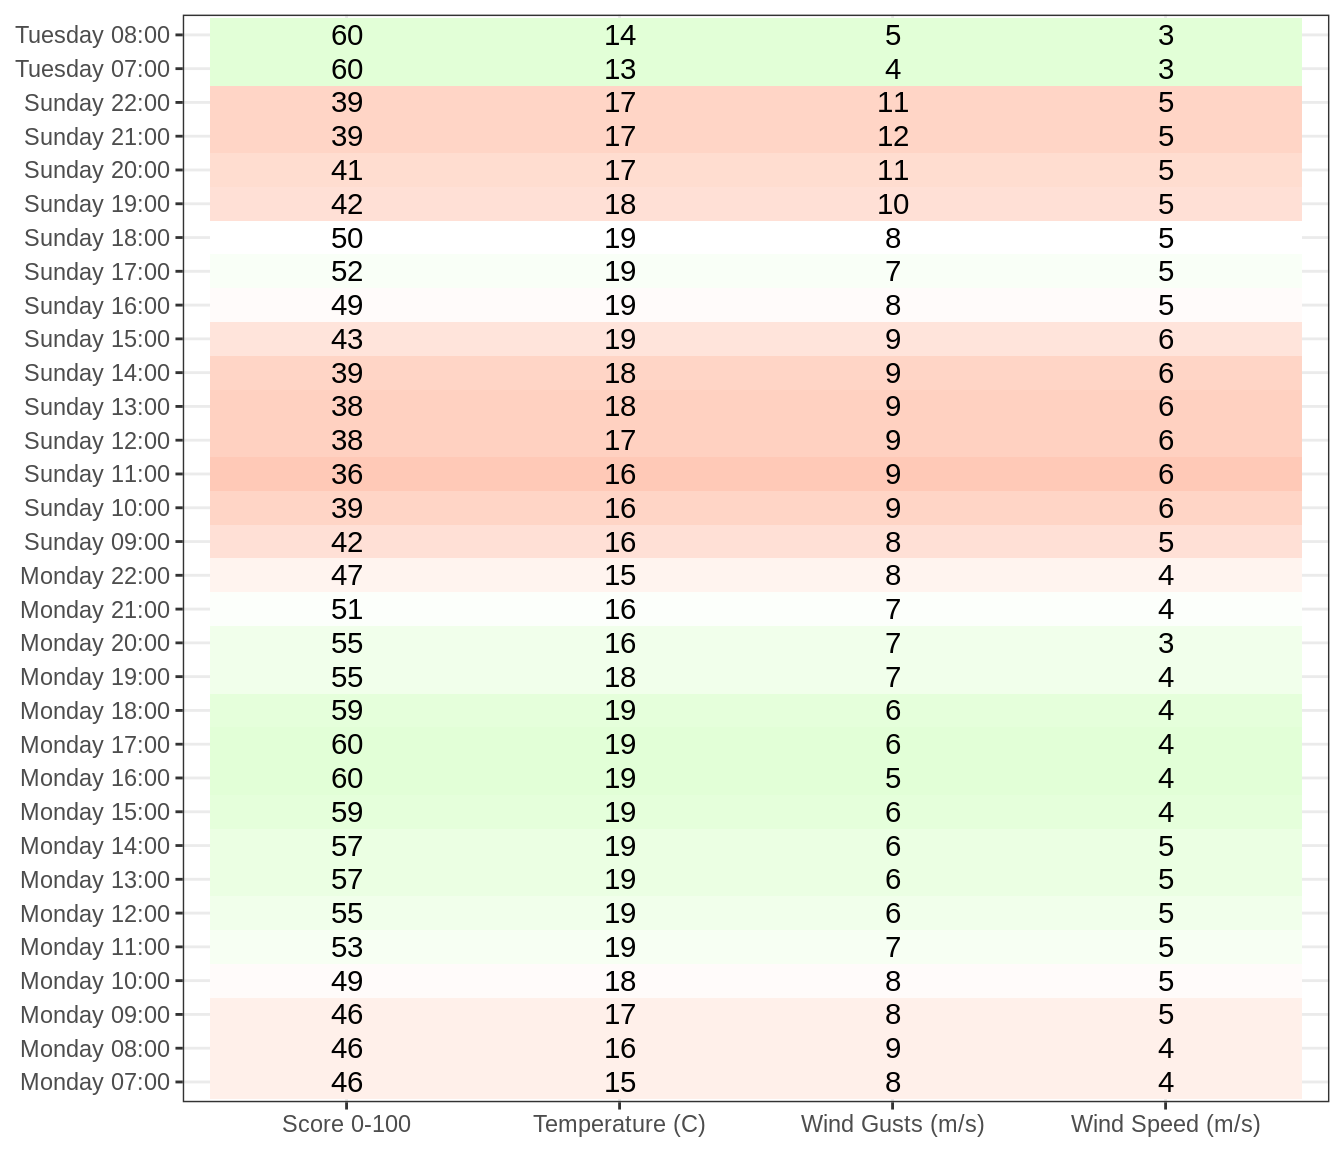 Tuesday 08:00 60 14 5 3
Tuesday 07:00 60 13 4 3
Sunday 22:00 39 17 11 5
Sunday 21:00 39 17 12 5
Sunday 20:00 41 17 11 5
Sunday 19:00 42 18 10 5
Sunday 18:00 50 19 8 5
Sunday 17:00 52 19 7 5
Sunday 16:00 49 19 8 5
Sunday 15:00 43 19 9 6
Sunday 14:00 39 18 9 6
Sunday 13:00 38 18 9 6
Sunday 12:00 38 17 9 6
Sunday 11:00 36 16 9 6
Sunday 10:00 39 16 9 6
Sunday 09:00 42 16 8 5
Monday 22:00 47 15 8 4
Monday 21:00 51 16 7 4
Monday 20:00 55 16 7 3
Monday 19:00 55 18 7 4
Monday 18:00 59 19 6 4
Monday 17:00 60 19 6 4
Monday 16:00 60 19 5 4
Monday 15:00 59 19 6 4
Monday 14:00 57 19 6 5
Monday 13:00 57 19 6 5
Monday 12:00 55 19 6 5
Monday 11:00 53 19 7 5
Monday 10:00 49 18 8 5
Monday 09:00 46 17 8 5
Monday 08:00 46 16 9 4
Monday 07:00 46 15 8 4
Score 0-100 Temperature (C) Wind Gusts (m/s) Wind Speed (m/s)